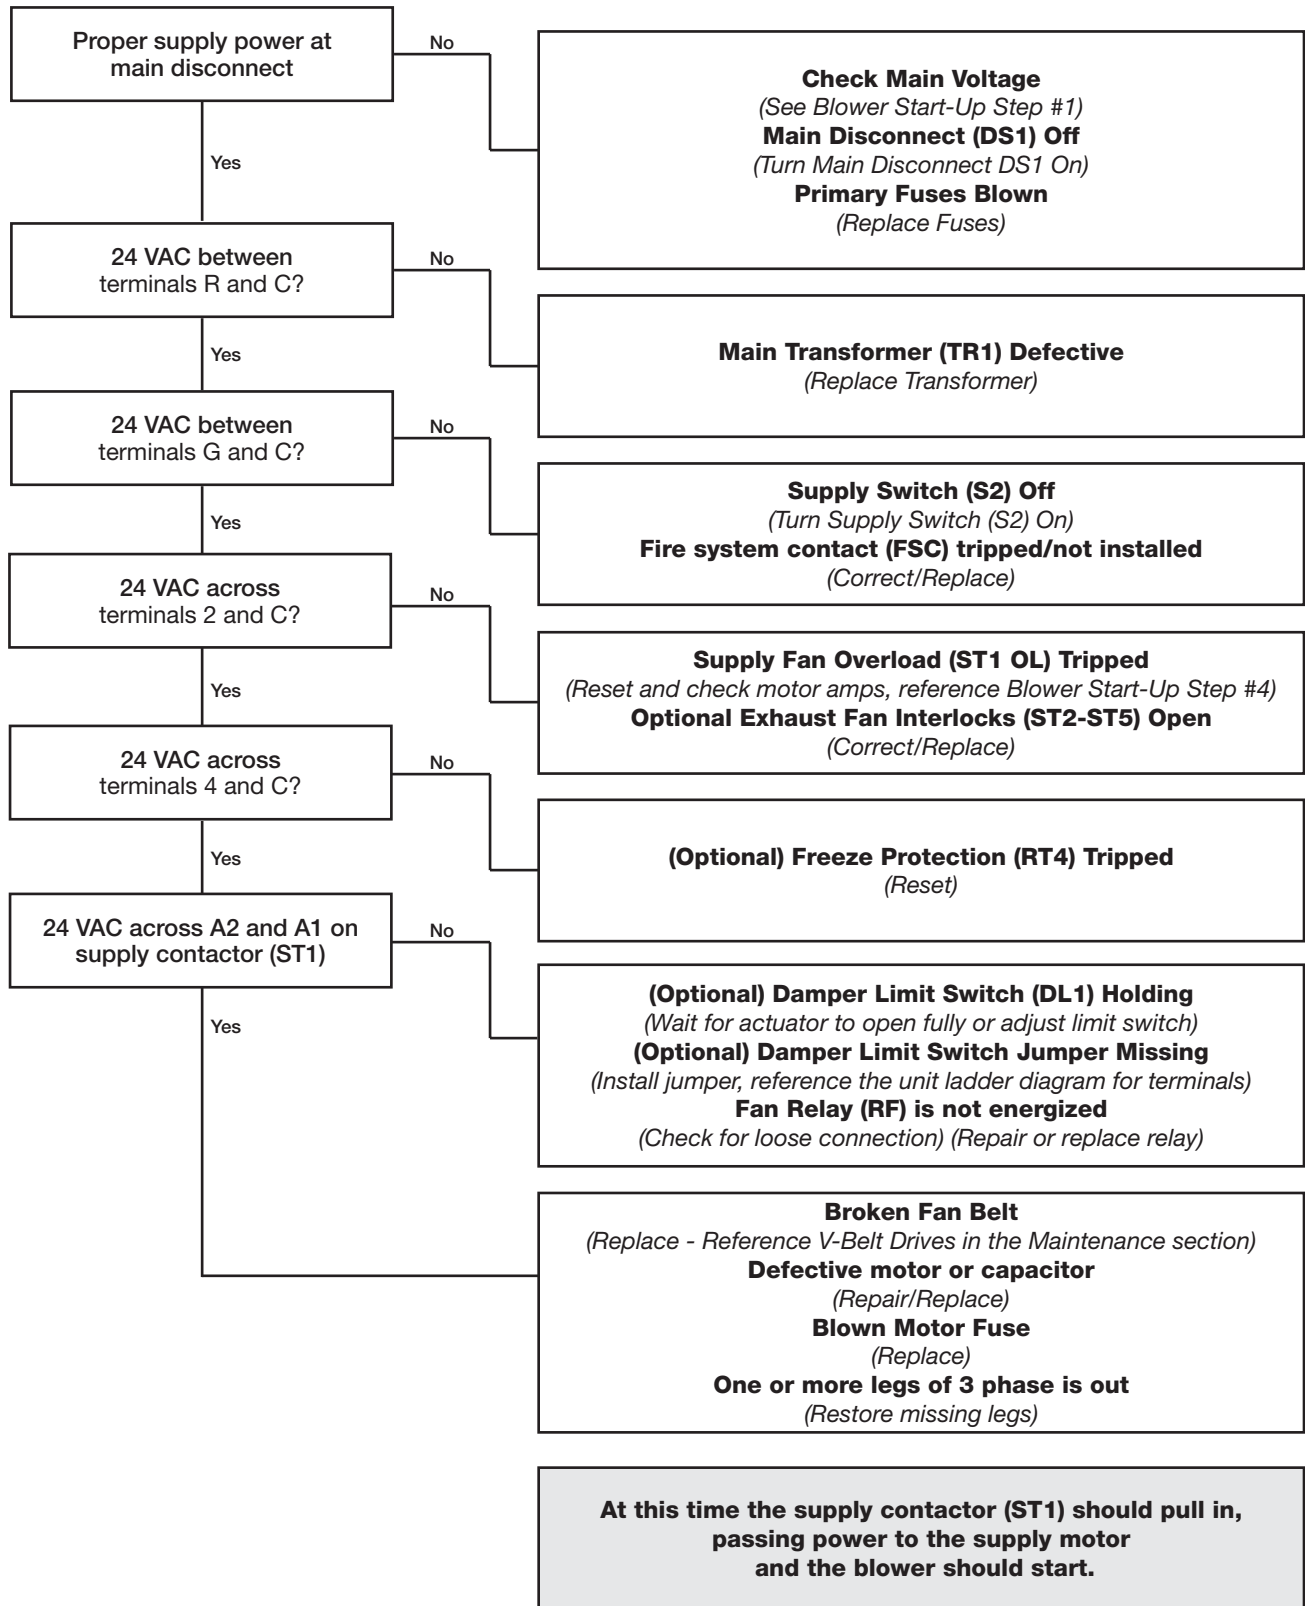 Proper supply power at
main disconnect
No
Yes
Check Main Voltage
(See Blower Start-Up Step #1)
Main Disconnect (DS1) Off
(Turn Main Disconnect DS1 On)
Primary Fuses Blown
(Replace Fuses)
24 VAC between
terminals R and C?
No
Yes
Main Transformer (TR1) Defective
(Replace Transformer)
24 VAC between
terminals G and C?
No
Yes
Supply Switch (S2) Off
(Turn Supply Switch (S2) On)
Fire system contact (FSC) tripped/not installed
(Correct/Replace)
24 VAC across
terminals 2 and C?
No
Yes
Supply Fan Overload (ST1 OL) Tripped
(Reset and check motor amps, reference Blower Start-Up Step #4)
Optional Exhaust Fan Interlocks (ST2-ST5) Open
(Correct/Replace)
24 VAC across
terminals 4 and C?
No
Yes
(Optional) Freeze Protection (RT4) Tripped
(Reset)
24 VAC across A2 and A1 on
supply contactor (ST1)
No
Yes
(Optional) Damper Limit Switch (DL1) Holding
(Wait for actuator to open fully or adjust limit switch)
(Optional) Damper Limit Switch Jumper Missing
(Install jumper, reference the unit ladder diagram for terminals)
Fan Relay (RF) is not energized
(Check for loose connection) (Repair or replace relay)
Broken Fan Belt
(Replace - Reference V-Belt Drives in the Maintenance section)
Defective motor or capacitor
(Repair/Replace)
Blown Motor Fuse
(Replace)
One or more legs of 3 phase is out
(Restore missing legs)
At this time the supply contactor (ST1) should pull in,
passing power to the supply motor
and the blower should start.